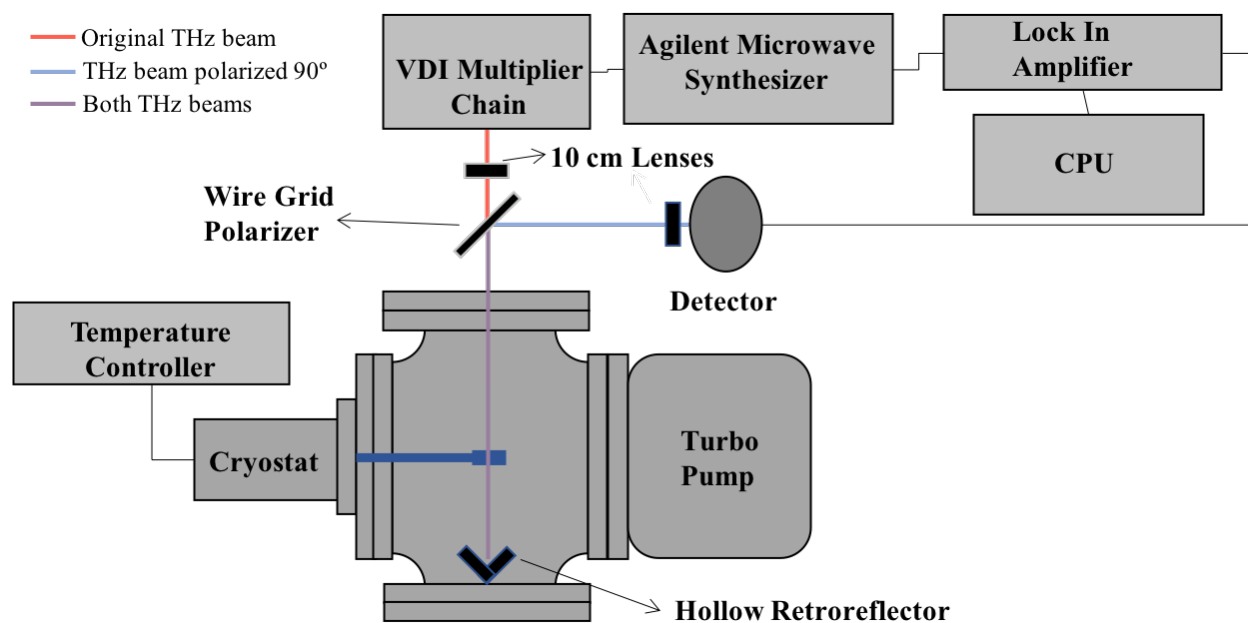 Original THz beam
THz beam polarized 90º
Both THz beams
VDI Multiplier
Chain
Agilent Microwave
Synthesizer
Lock In
Amplifier
CPU
10 cm Lenses
Wire Grid
Polarizer
Detector
Temperature
Controller
Cryostat
Turbo
Pump
Hollow Retroreflector